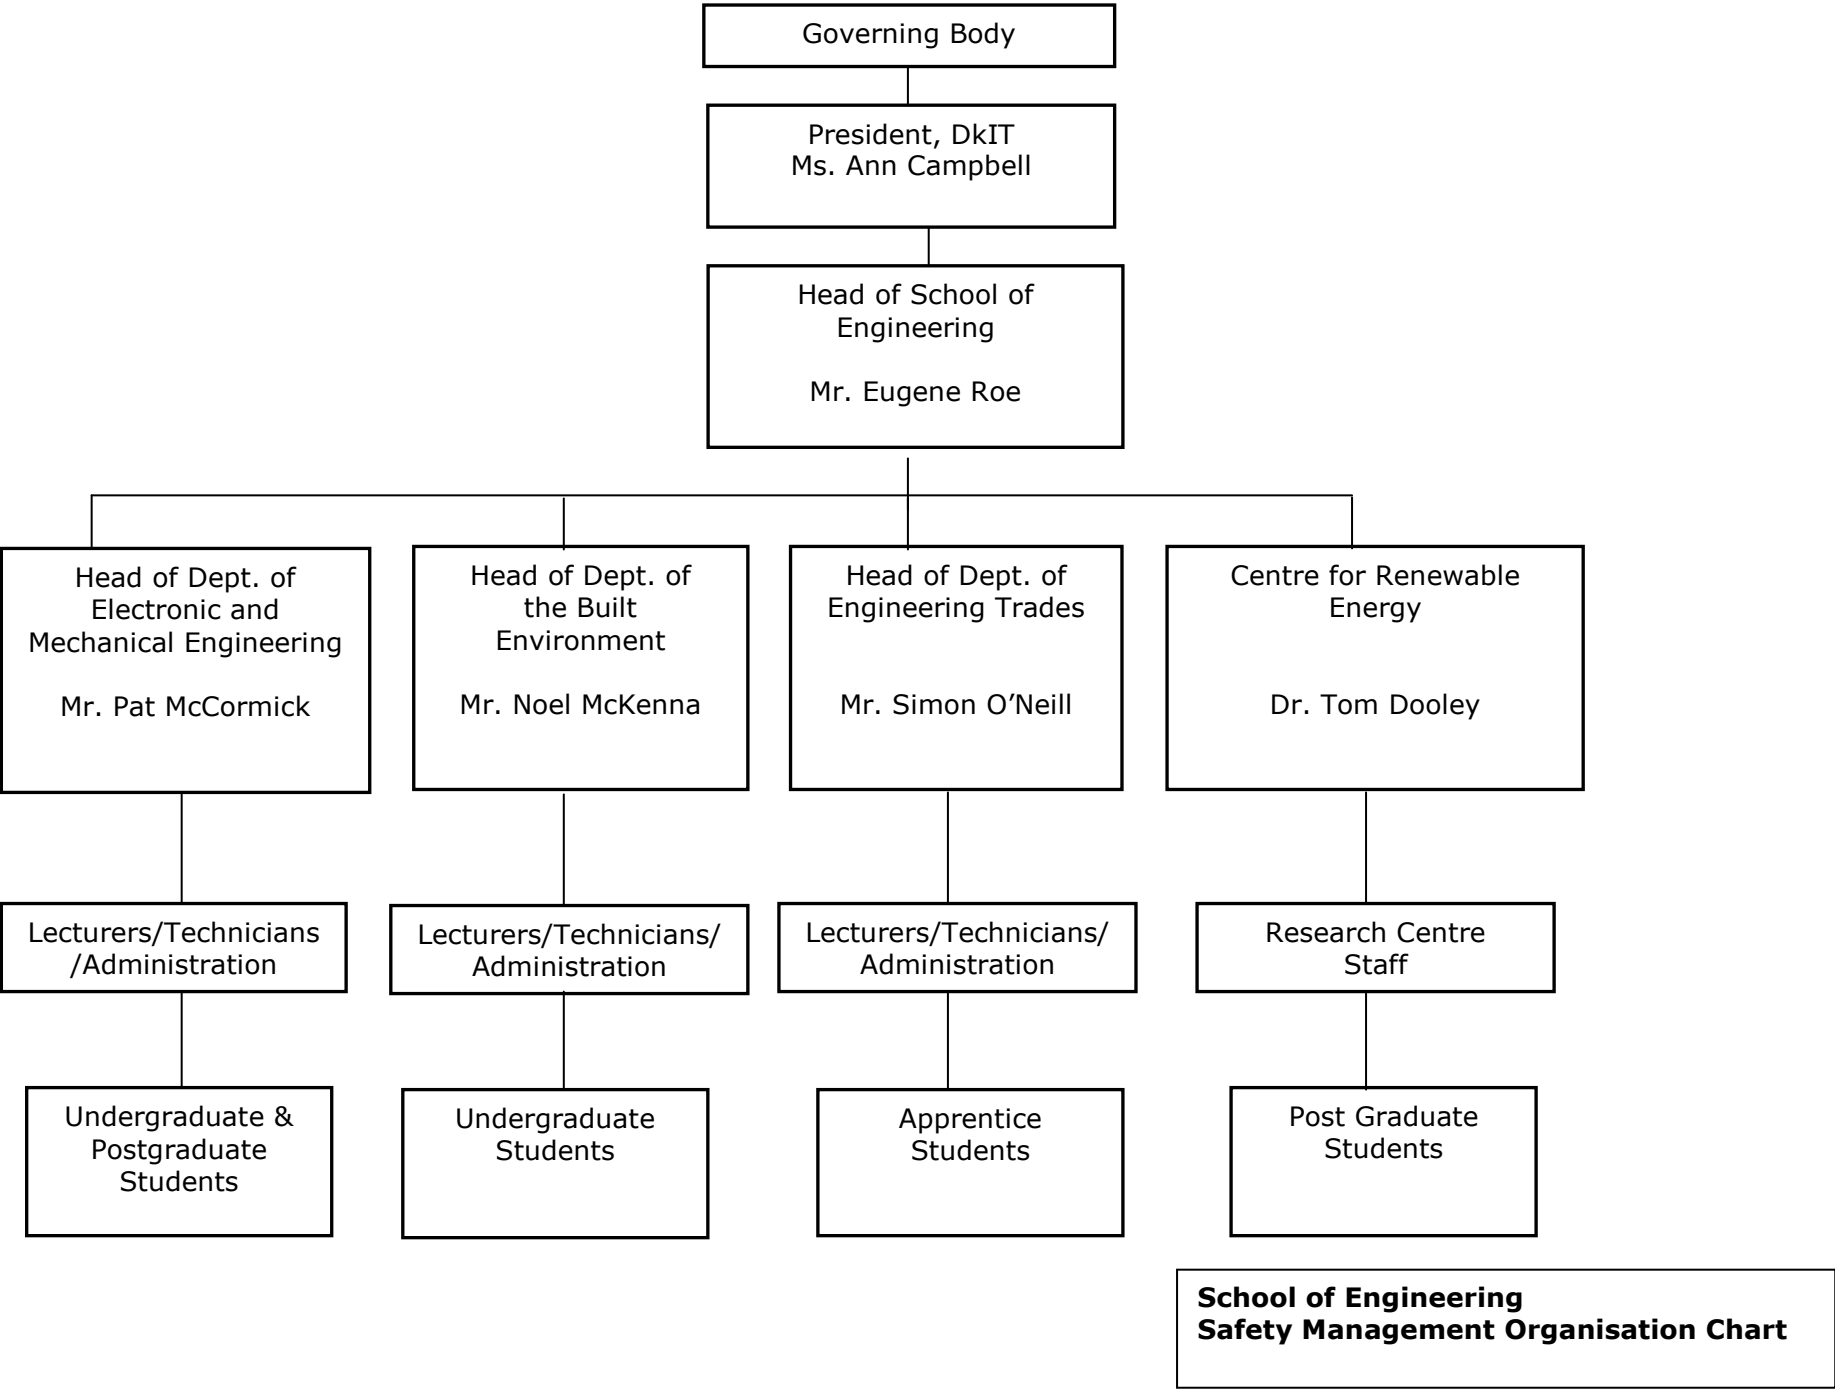 Governing Body
President, DkIT
Ms. Ann Campbell
Head of School of
Engineering
Mr. Eugene Roe
Head of Dept. of
Electronic and
Mechanical Engineering
Mr. Pat McCormick
Head of Dept. of
the Built
Environment
Mr. Noel McKenna
Head of Dept. of
Engineering Trades
Mr. Simon O’Neill
Centre for Renewable
Energy
Dr. Tom Dooley
Lecturers/Technicians
/Administration
Lecturers/Technicians/
Administration
Lecturers/Technicians/
Administration
Research Centre
Staff
Undergraduate &
Postgraduate
Students
Undergraduate
Students
Apprentice
Students
Post Graduate
Students
School of Engineering
Safety Management Organisation Chart